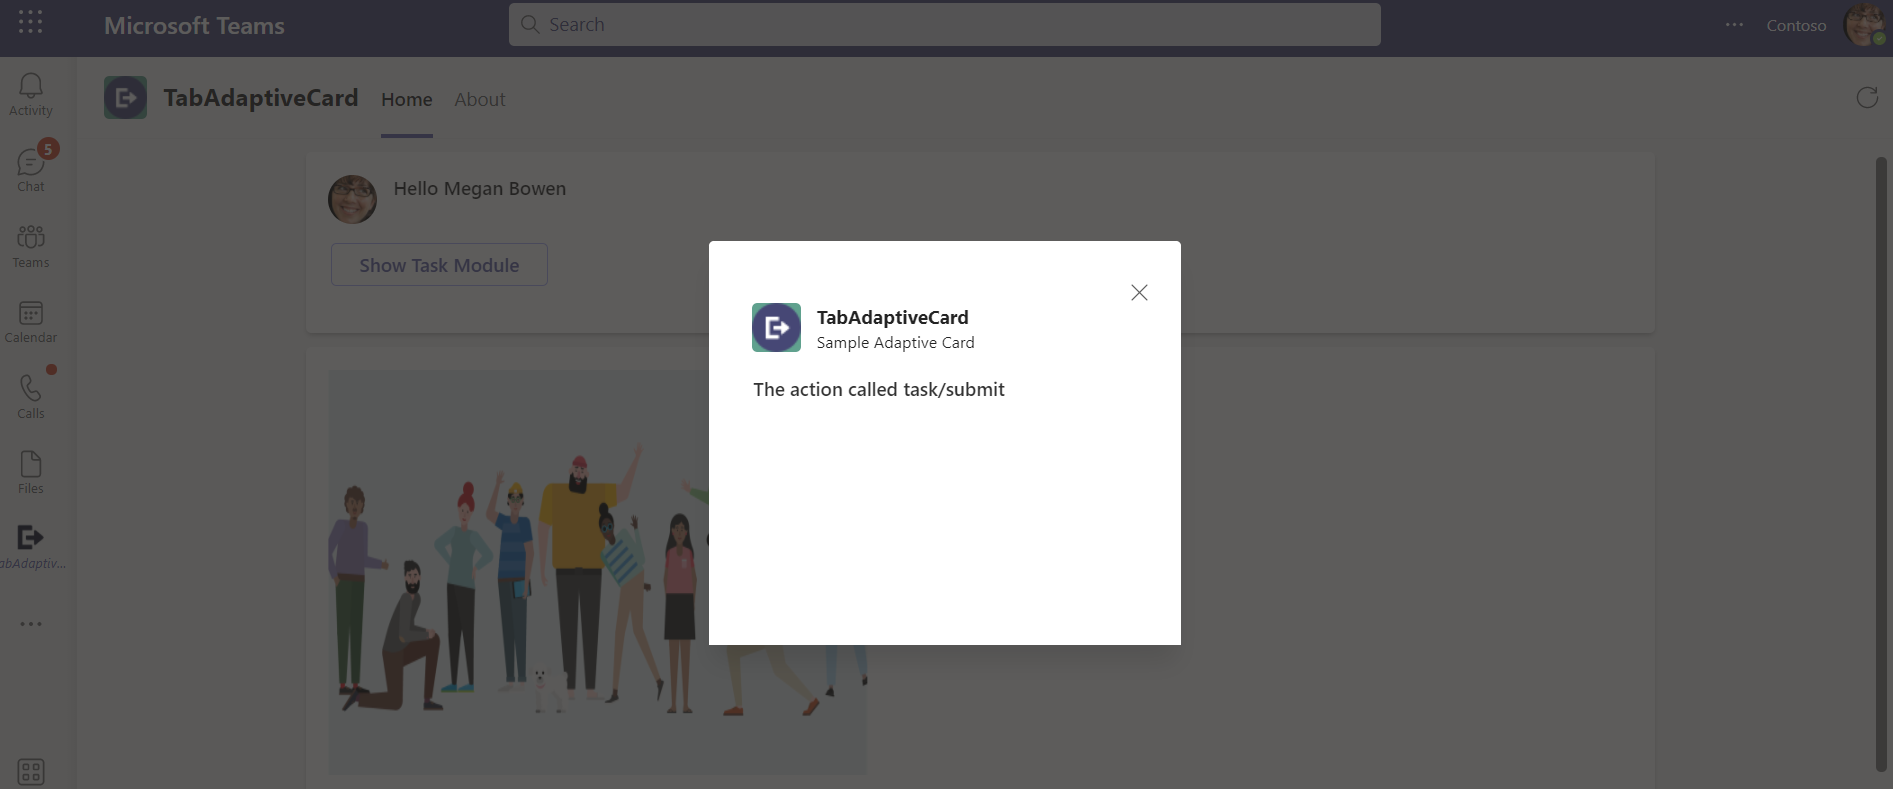 Microsoft Teams
Search
Contoso
Activity
5
Chat
Teams
Calendar
Calls
Files
abAdaptiv...
TabAdaptiveCard
Home
About
Hello Megan Bowen
Show Task Module
TabAdaptiveCard
Sample Adaptive Card
The action called task/submit